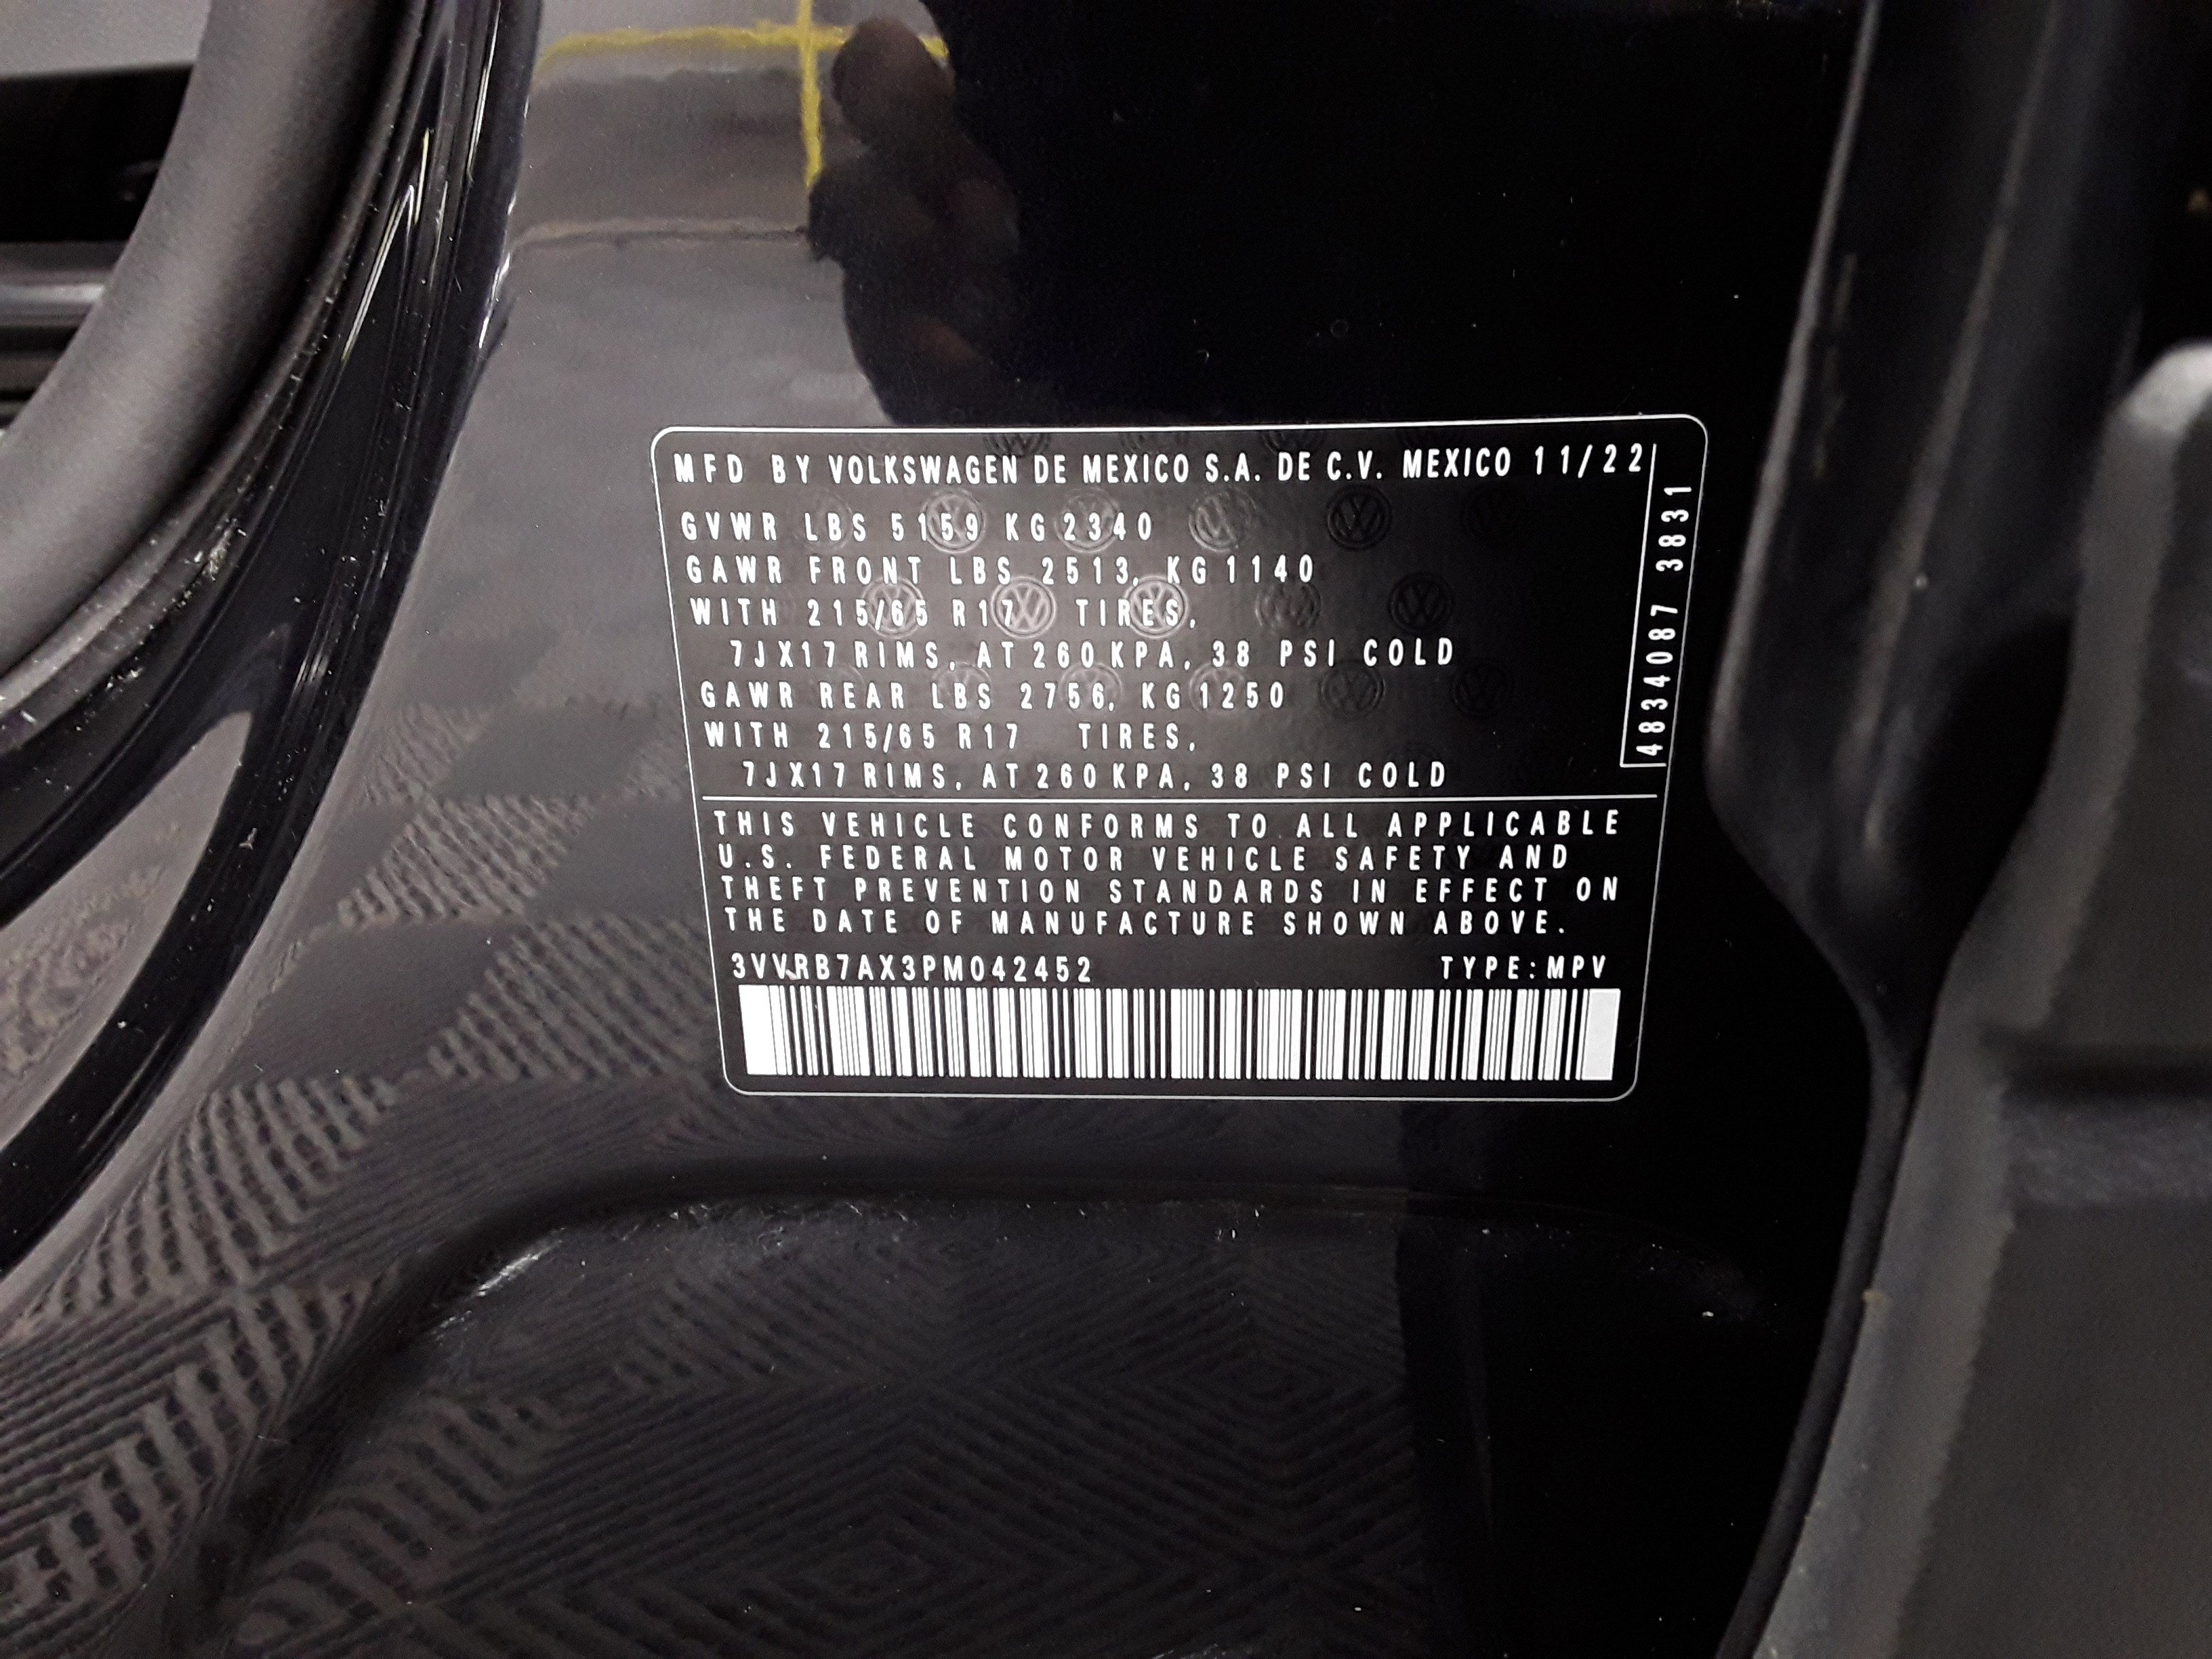 MFD BY VOLKSWAGEN DE MEXICO S.A. DE C.V. MEXICO 11/22
GVWR LBS 5159 KG 2340
GAWR FRONT LBS 2513, KG 1140
WITH 215/65 R17 TIRES,
7JX17 RIMS, AT 260 KPA, 38 PSI COLD
GAWR REAR LBS 2756, KG 1250
WITH 215/65 R17 TIRES,
7JX17 RIMS, AT 260 KPA, 38 PSI COLD
4834087 3831
THIS VEHICLE CONFORMS TO ALL APPLICABLE
U.S. FEDERAL MOTOR VEHICLE SAFETY AND
THEFT PREVENTION STANDARDS IN EFFECT ON
THE DATE OF MANUFACTURE SHOWN ABOVE.
3VVRB7AX3PM042452 TYPE:MPV